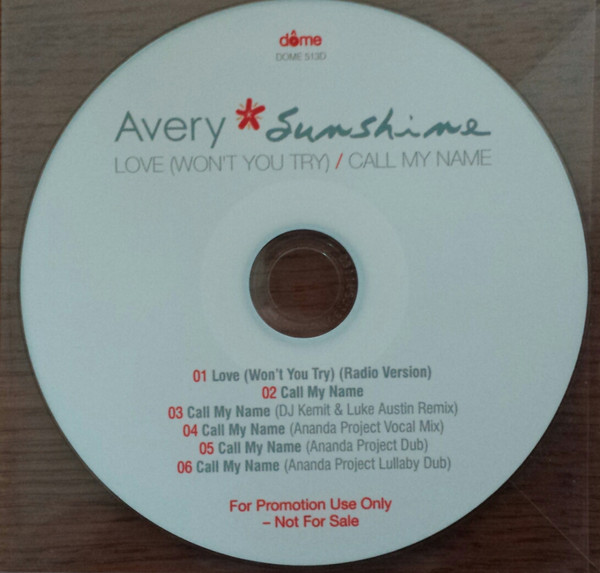 dôme
DOME 513D
Avery * Sunshine
LOVE (WON'T YOU TRY) / CALL MY NAME
01 Love (Won't You Try) (Radio Version)
02 Call My Name
03 Call My Name (DJ Kemit & Luke Austin Remix)
04 Call My Name (Ananda Project Vocal Mix)
05 Call My Name (Ananda Project Dub)
06 Call My Name (Ananda Project Lullaby Dub)
For Promotion Use Only
– Not For Sale